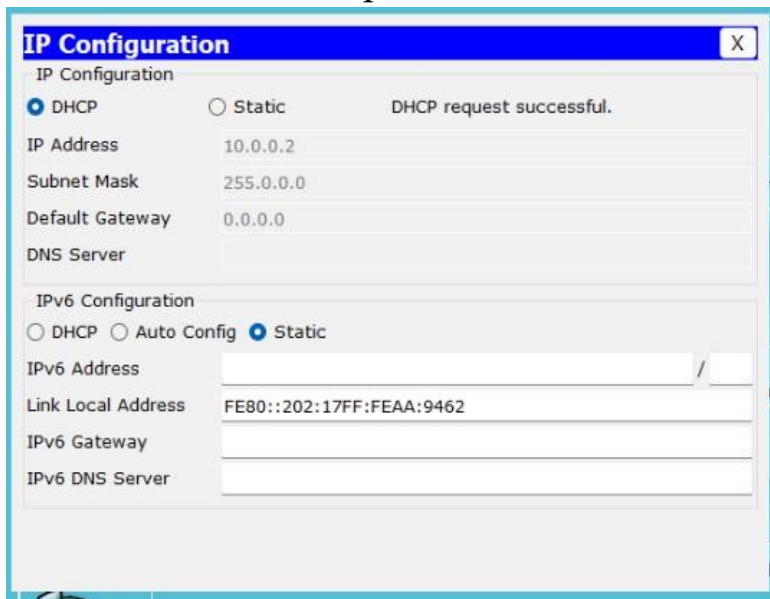 IP Configuration X
IP Configuration
DHCP Static DHCP request successful.
IP Address 10.0.0.2
Subnet Mask 255.0.0.0
Default Gateway 0.0.0.0
DNS Server
IPv6 Configuration
DHCP Auto Config Static
IPv6 Address /
Link Local Address FE80::202:17FF:FEAA:9462
IPv6 Gateway
IPv6 DNS Server